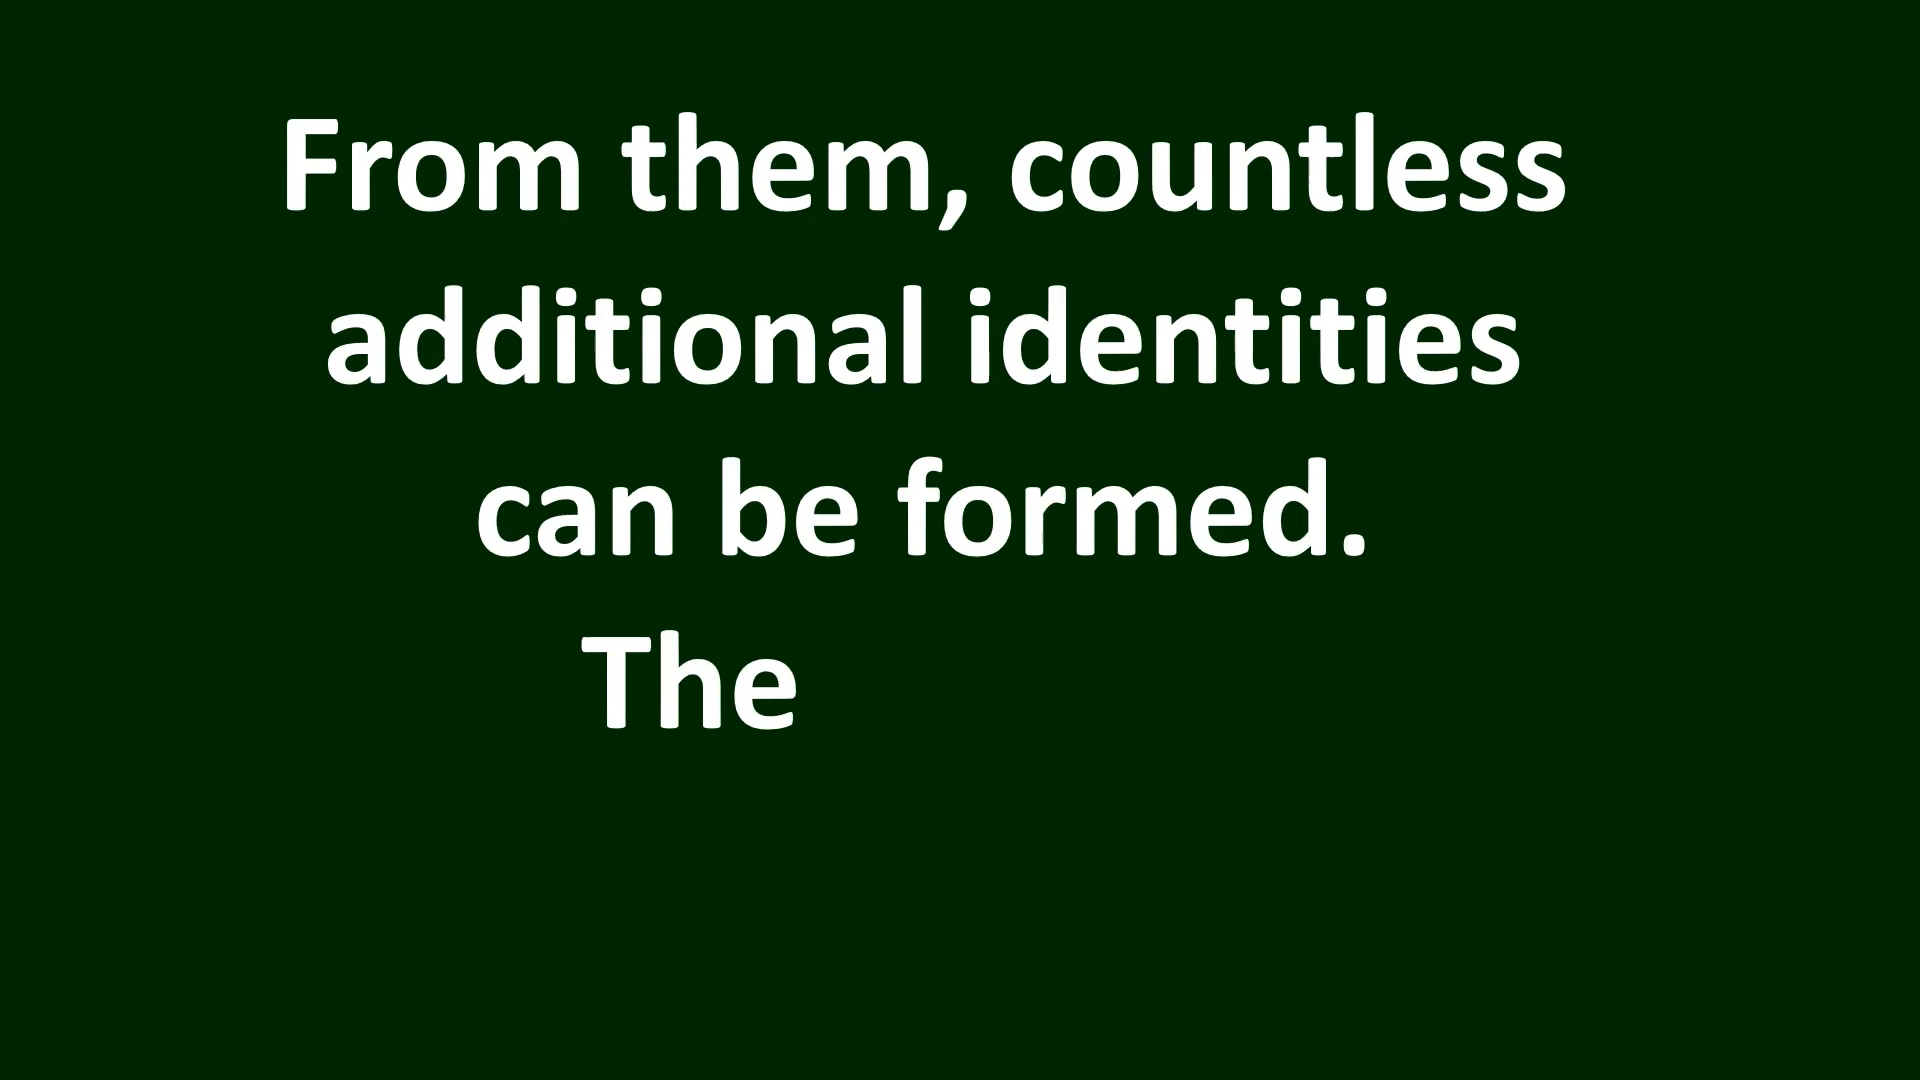 From them, countless
additional identities
can be formed.
The